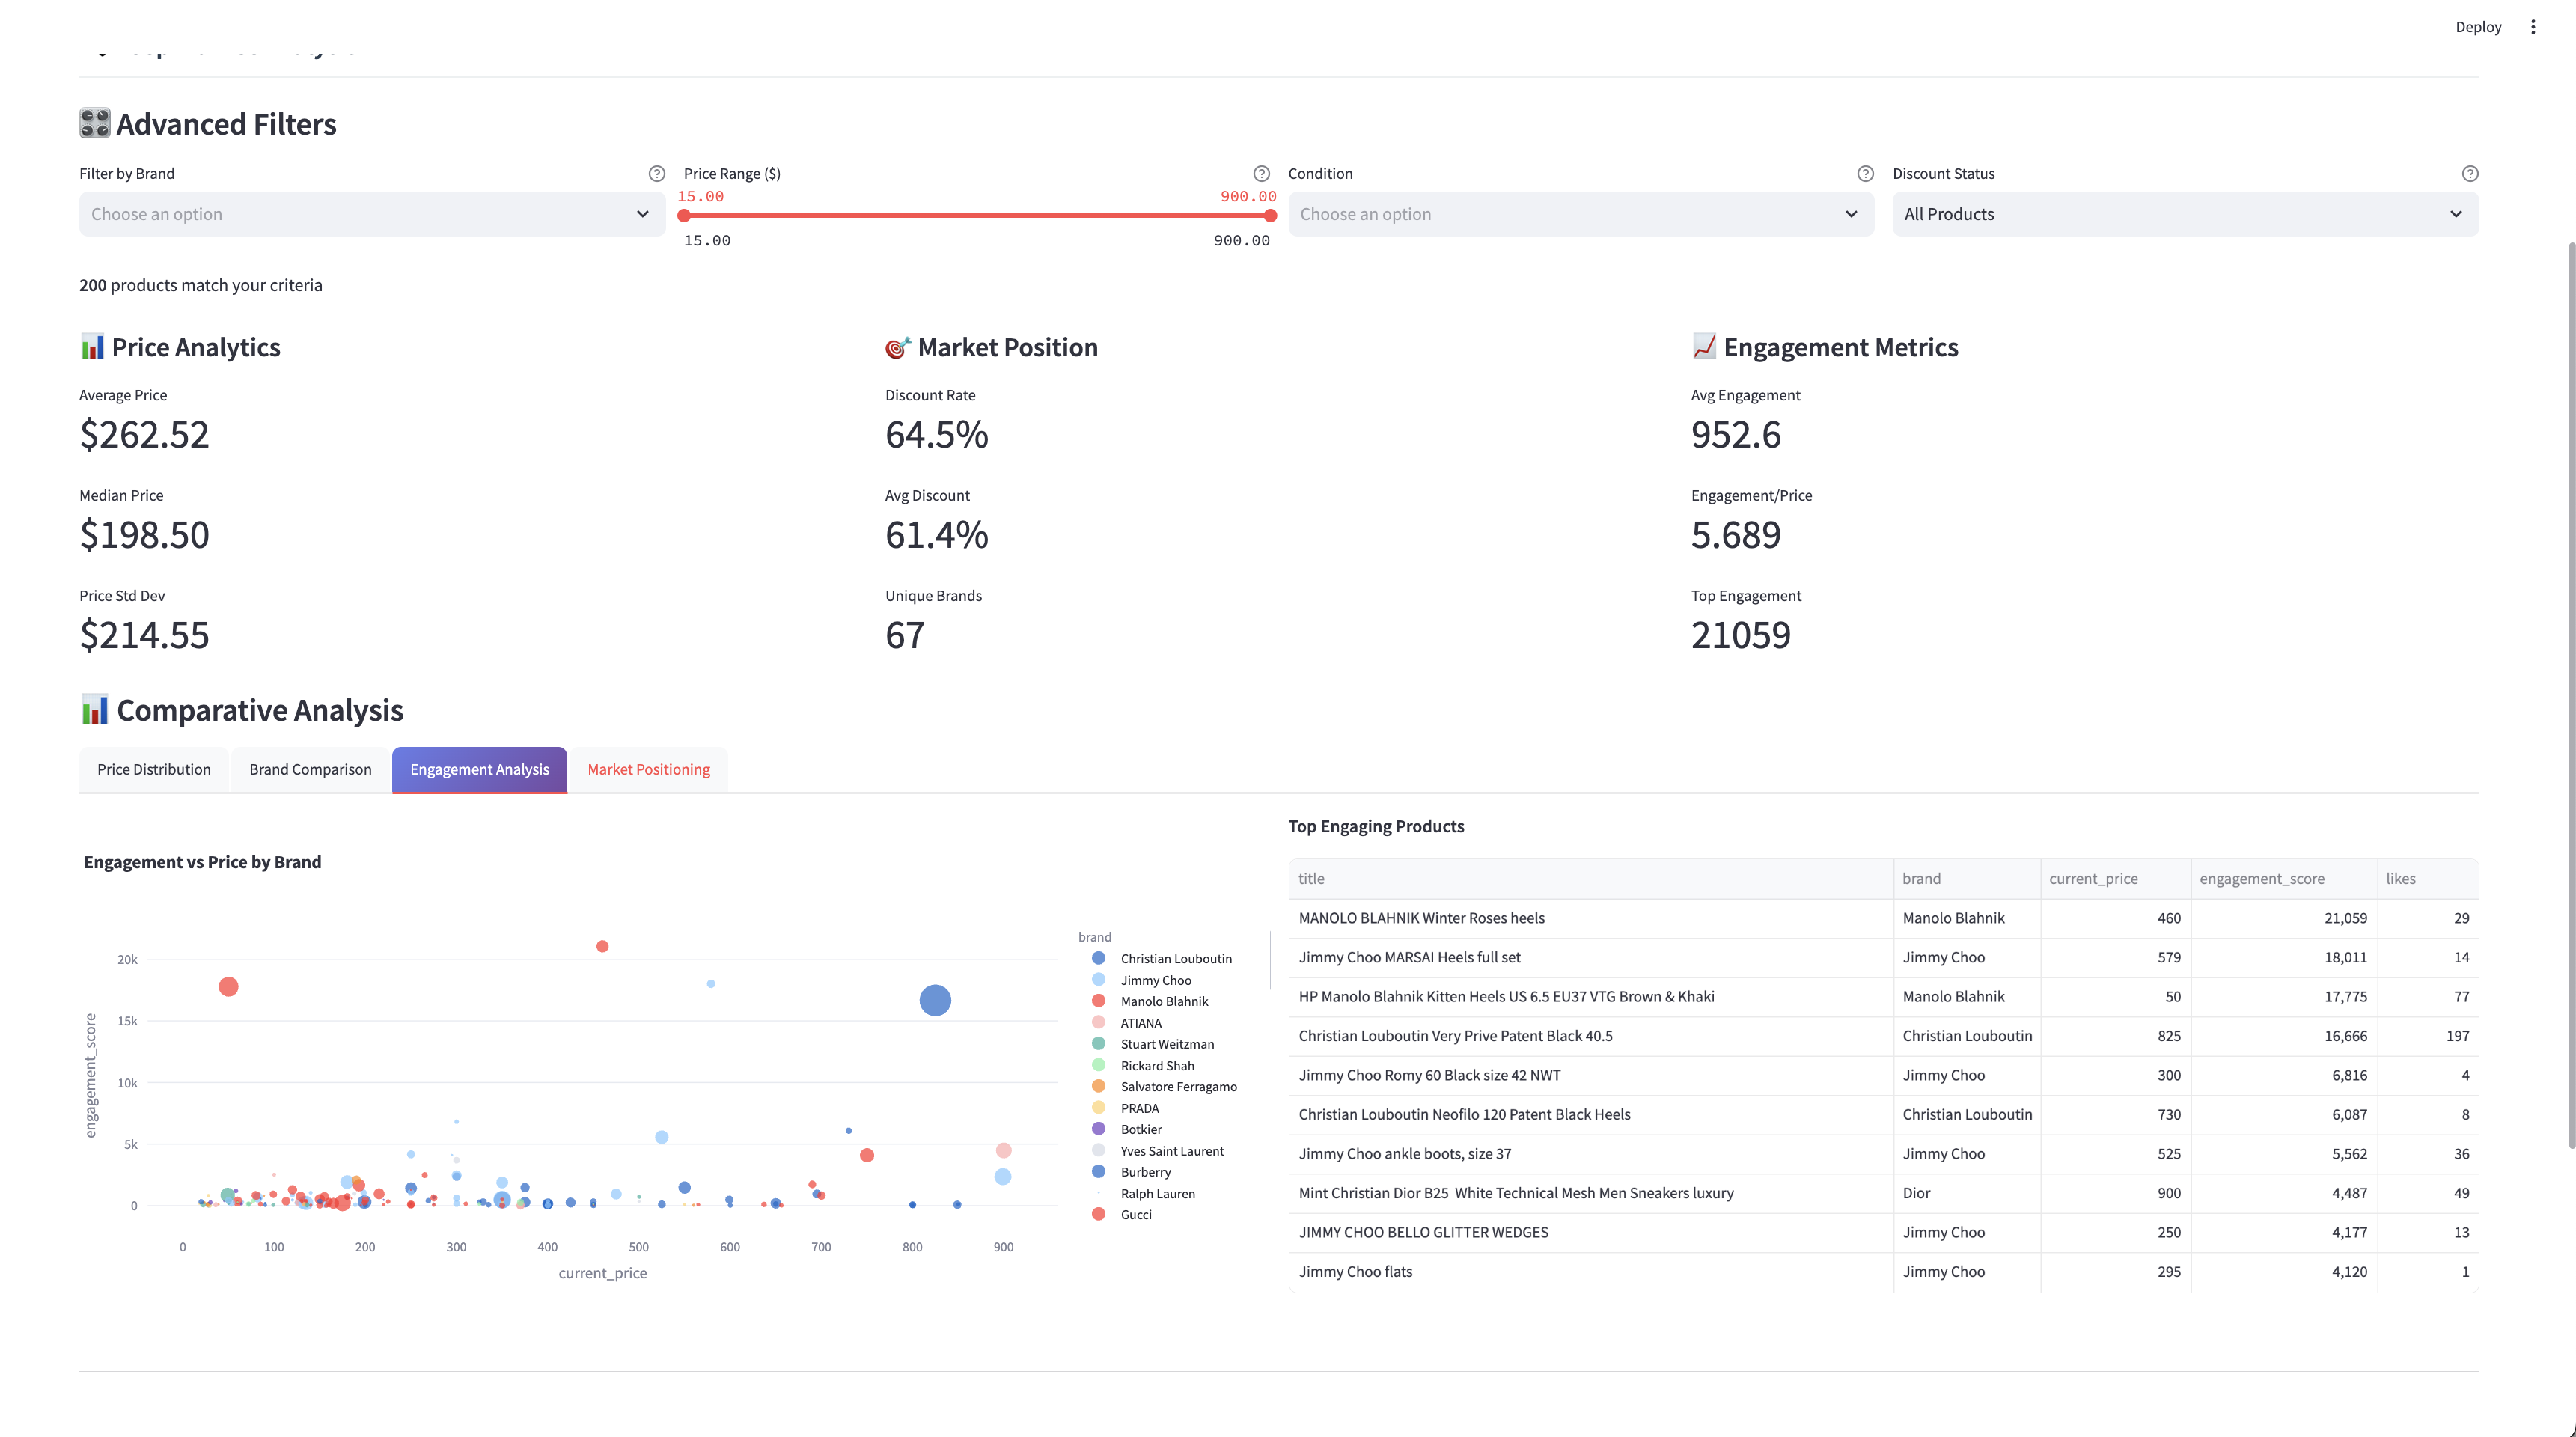 Deploy
Advanced Filters
Filter by Brand
Choose an option
Price Range ($)
15.00 900.00
15.00 900.00
Condition
Choose an option
Discount Status
All Products
200 products match your criteria
Price Analytics
Average Price
$262.52
Median Price
$198.50
Price Std Dev
$214.55
Market Position
Discount Rate
64.5%
Avg Discount
61.4%
Unique Brands
67
Engagement Metrics
Avg Engagement
952.6
Engagement/Price
5.689
Top Engagement
21059
Comparative Analysis
Price Distribution Brand Comparison Engagement Analysis Market Positioning
Engagement vs Price by Brand
engagement_score
20k
15k
10k
5k
0
0 100 200 300 400 500 600 700 800 900
current_price
brand
Christian Louboutin
Jimmy Choo
Manolo Blahnik
ATIANA
Stuart Weitzman
Rickard Shah
Salvatore Ferragamo
PRADA
Botkier
Yves Saint Laurent
Burberry
Ralph Lauren
Gucci
Top Engaging Products
title brand current_price engagement_score likes
MANOLO BLAHNIK Winter Roses heels Manolo Blahnik 460 21,059 29
Jimmy Choo MARSAI Heels full set Jimmy Choo 579 18,011 14
HP Manolo Blahnik Kitten Heels US 6.5 EU37 VTG Brown & Khaki Manolo Blahnik 50 17,775 77
Christian Louboutin Very Prive Patent Black 40.5 Christian Louboutin 825 16,666 197
Jimmy Choo Romy 60 Black size 42 NWT Jimmy Choo 300 6,816 4
Christian Louboutin Neofilo 120 Patent Black Heels Christian Louboutin 730 6,087 8
Jimmy Choo ankle boots, size 37 Jimmy Choo 525 5,562 36
Mint Christian Dior B25 White Technical Mesh Men Sneakers luxury Dior 900 4,487 49
JIMMY CHOO BELLO GLITTER WEDGES Jimmy Choo 250 4,177 13
Jimmy Choo flats Jimmy Choo 295 4,120 1